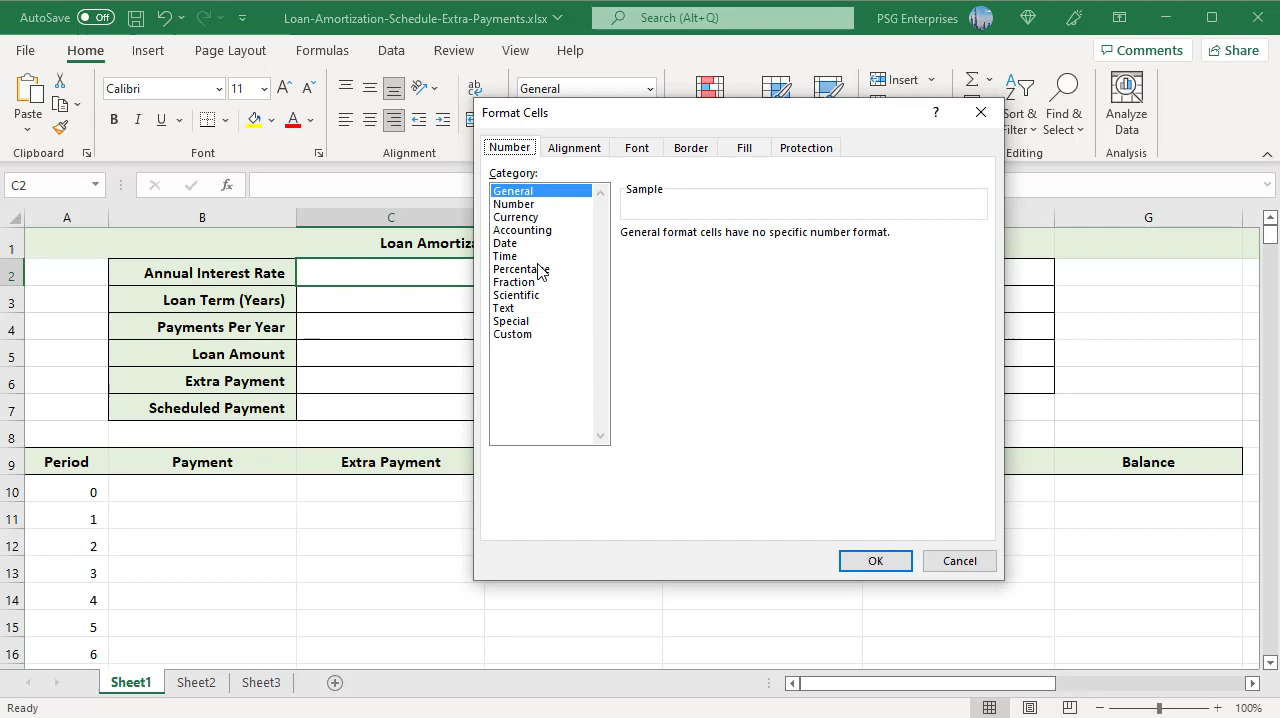 AutoSave Off Loan-Amortization-Schedule-Extra-Payments.xlsx Search (Alt+Q) PSG Enterprises
File Home Insert Page Layout Formulas Data Review View Help Comments Share
Calibri 11 General Insert
Paste B I U A Sort & Filter Find & Select Analyze Data
Clipboard Font Alignment Editing Analysis
C2 fx
A B C G
Format Cells ?
Number Alignment Font Border Fill Protection
Category:
General
Number
Currency
Accounting
Date
Time
Percentage
Fraction
Scientific
Text
Special
Custom
Sample
General format cells have no specific number format.
OK Cancel
1 Loan Amortiza
2 Annual Interest Rate
3 Loan Term (Years)
4 Payments Per Year
5 Loan Amount
6 Extra Payment
7 Scheduled Payment
8
9 Period Payment Extra Payment Balance
10 0
11 1
12 2
13 3
14 4
15 5
16 6
Sheet1 Sheet2 Sheet3
Ready 100%